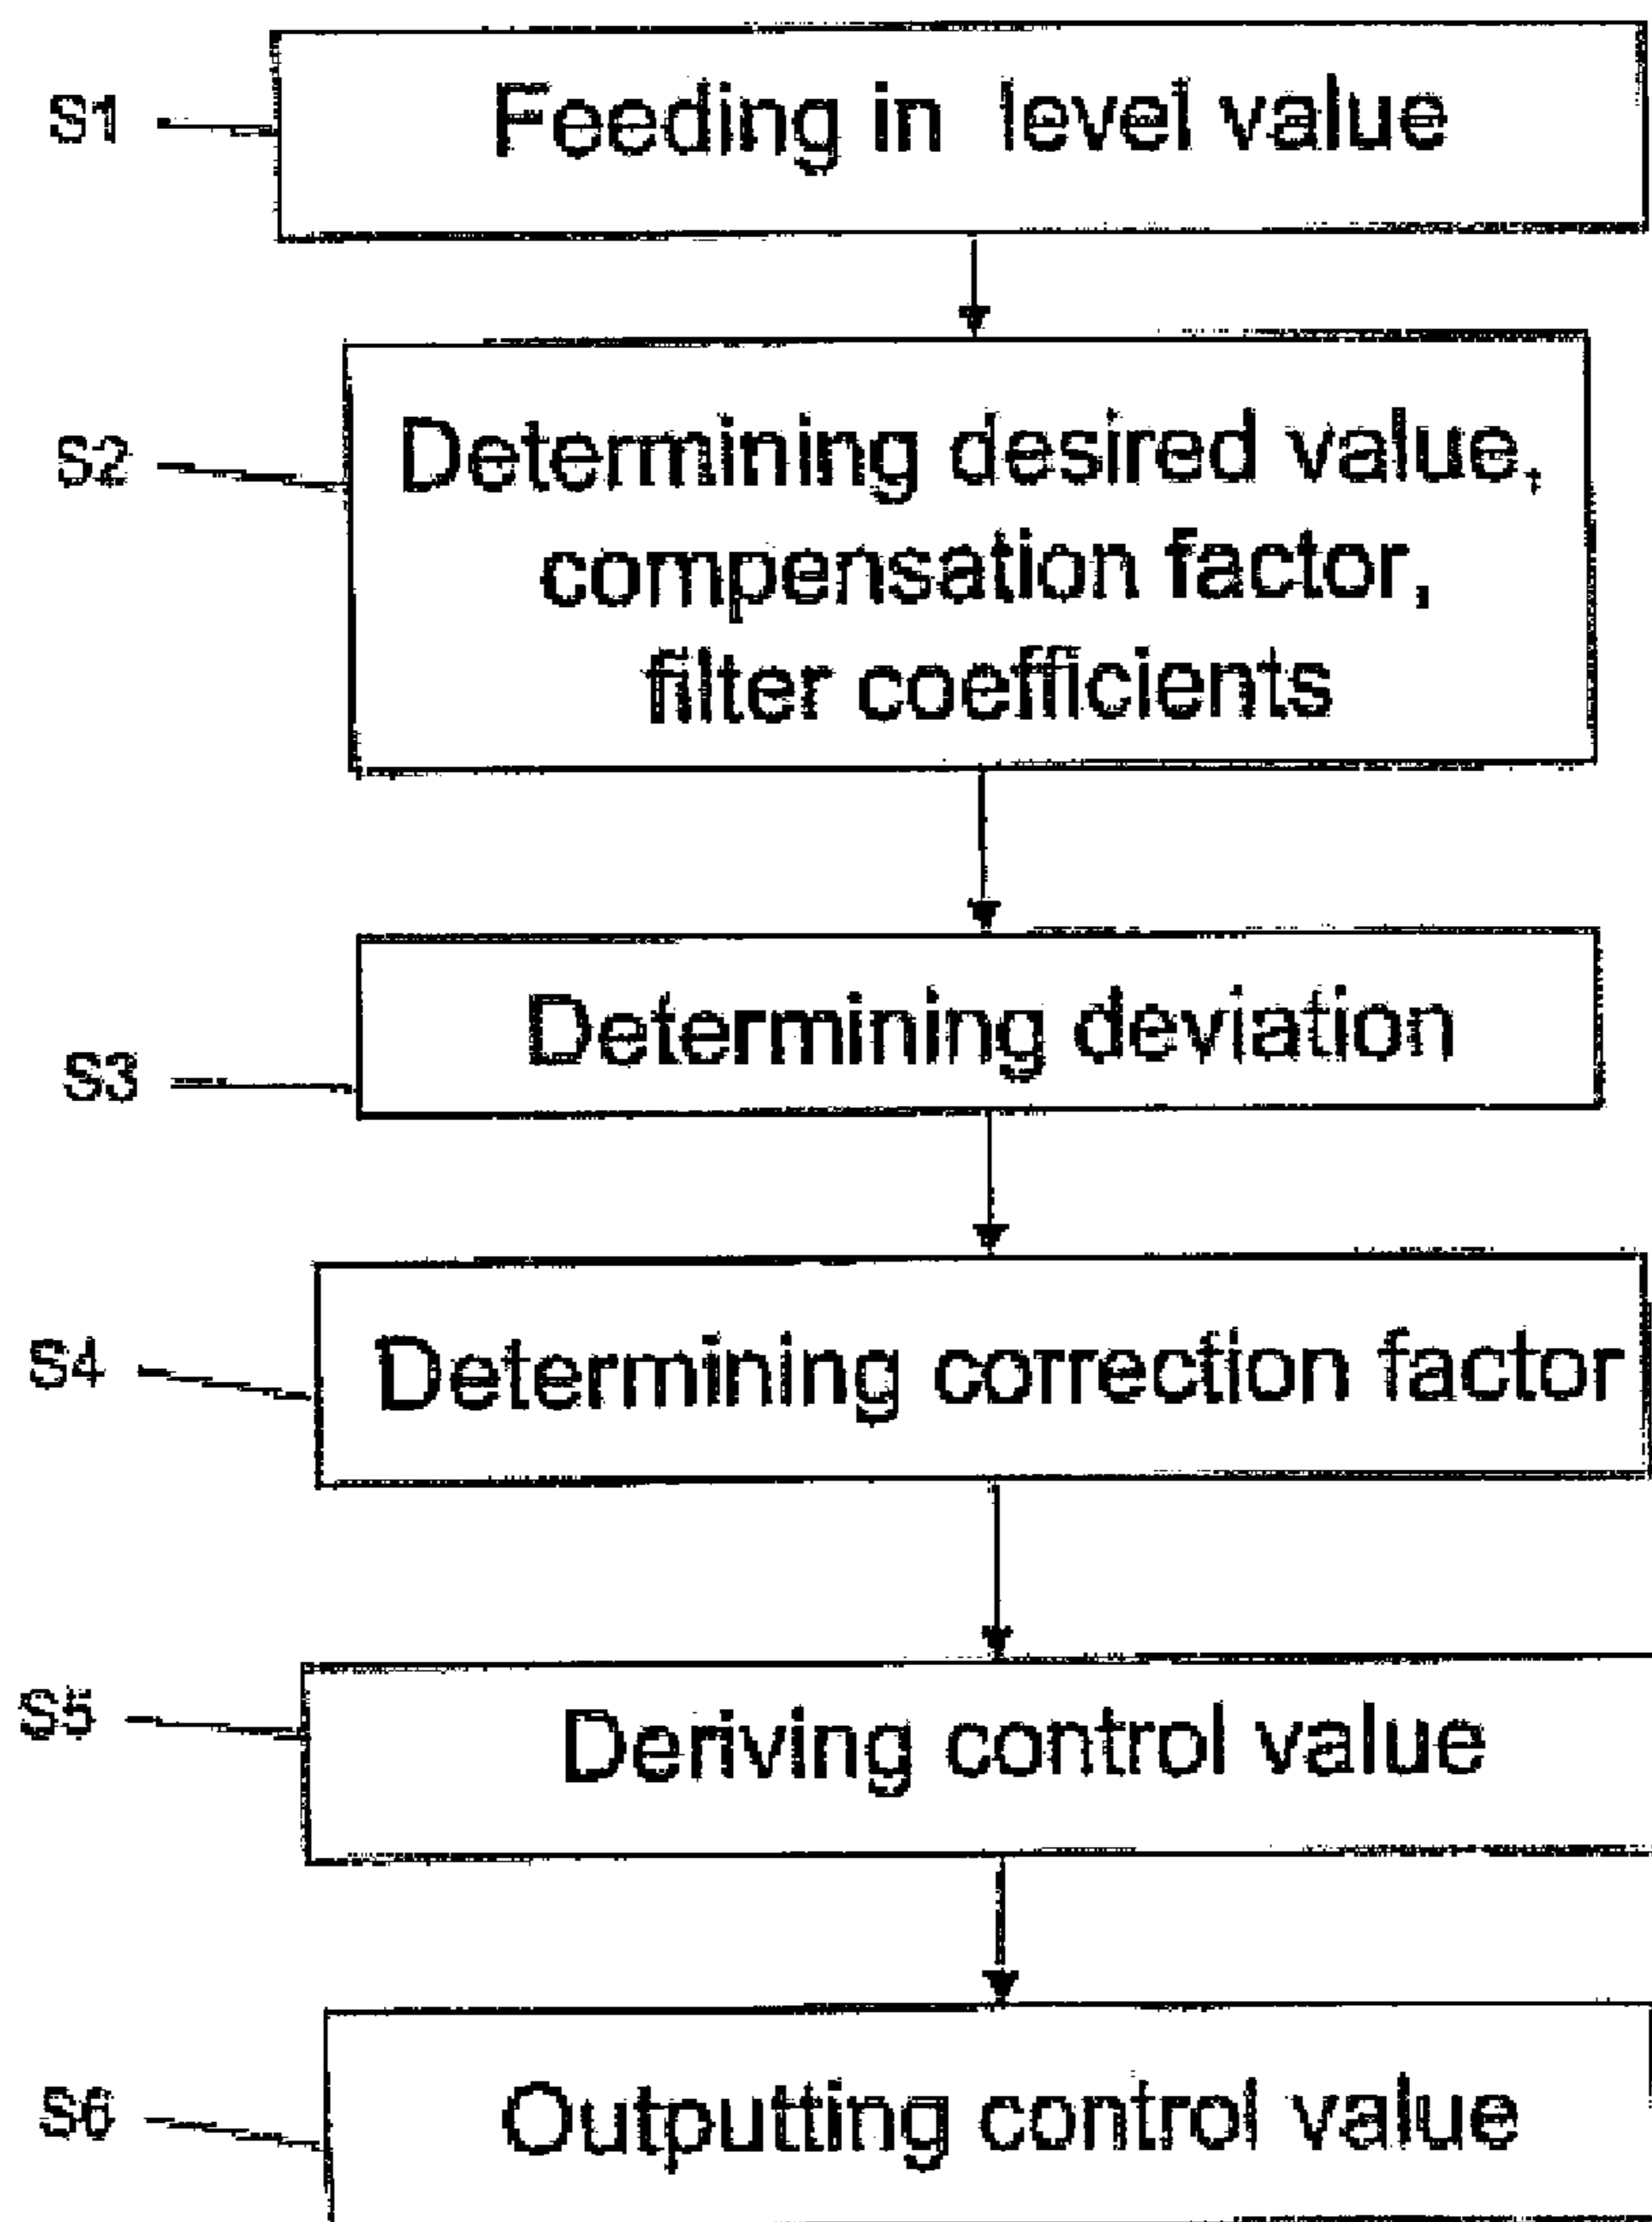 S1
Feeding in level value
S2
Determining desired value,
compensation factor,
filter coefficients
S3
Determining deviation
S4
Determining correction factor
S5
Deriving control value
S6
Outputting control value